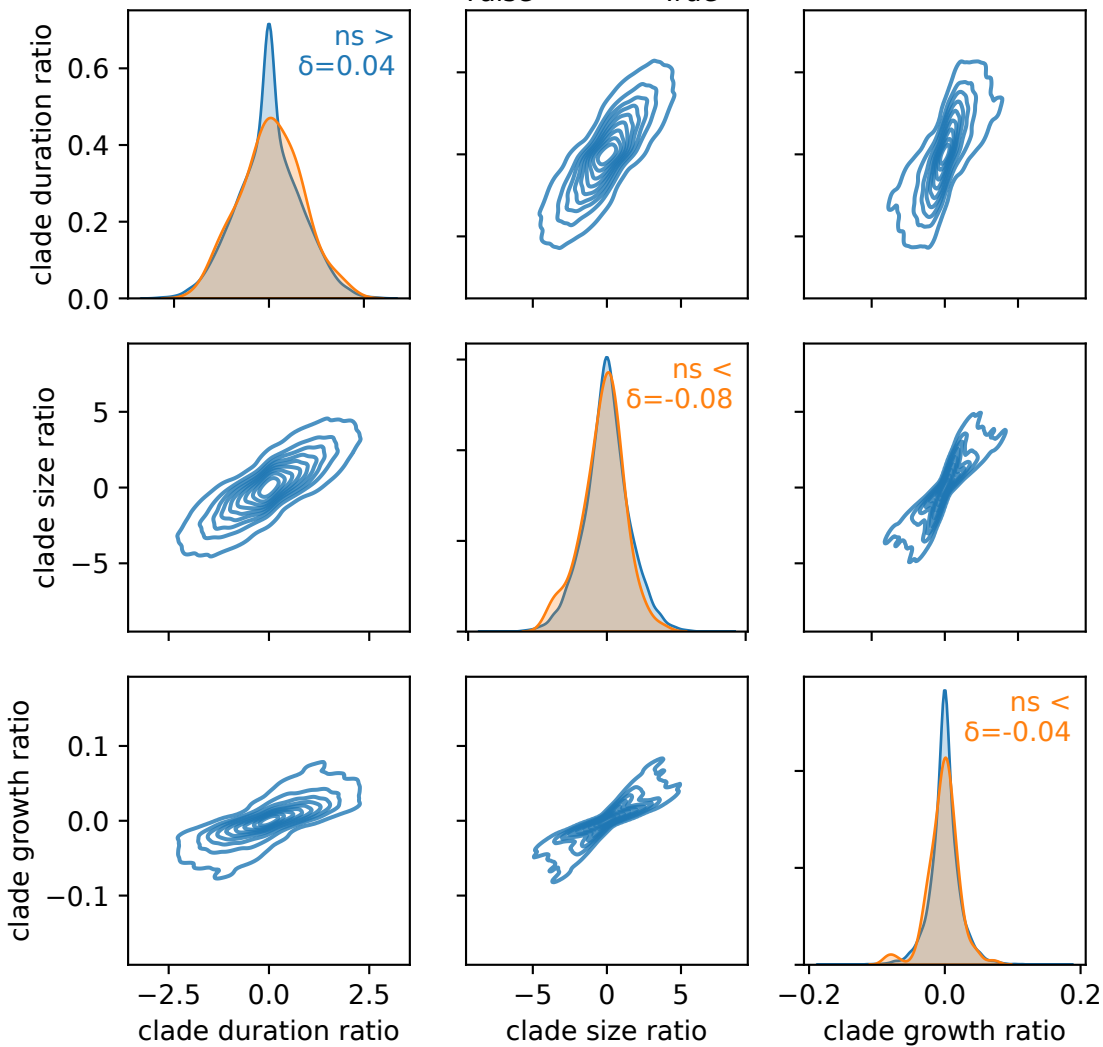 clade duration ratio
0.6
0.4
0.2
0.0
ns >
δ=0.04
clade size ratio
5
0
−5
ns <
δ=-0.08
−5
0
5
clade growth ratio
0.1
0.0
−0.1
ns <
δ=-0.04
−2.5
0.0
2.5
−5
0
5
−0.2
0.0
0.2
clade duration ratio
clade size ratio
clade growth ratio